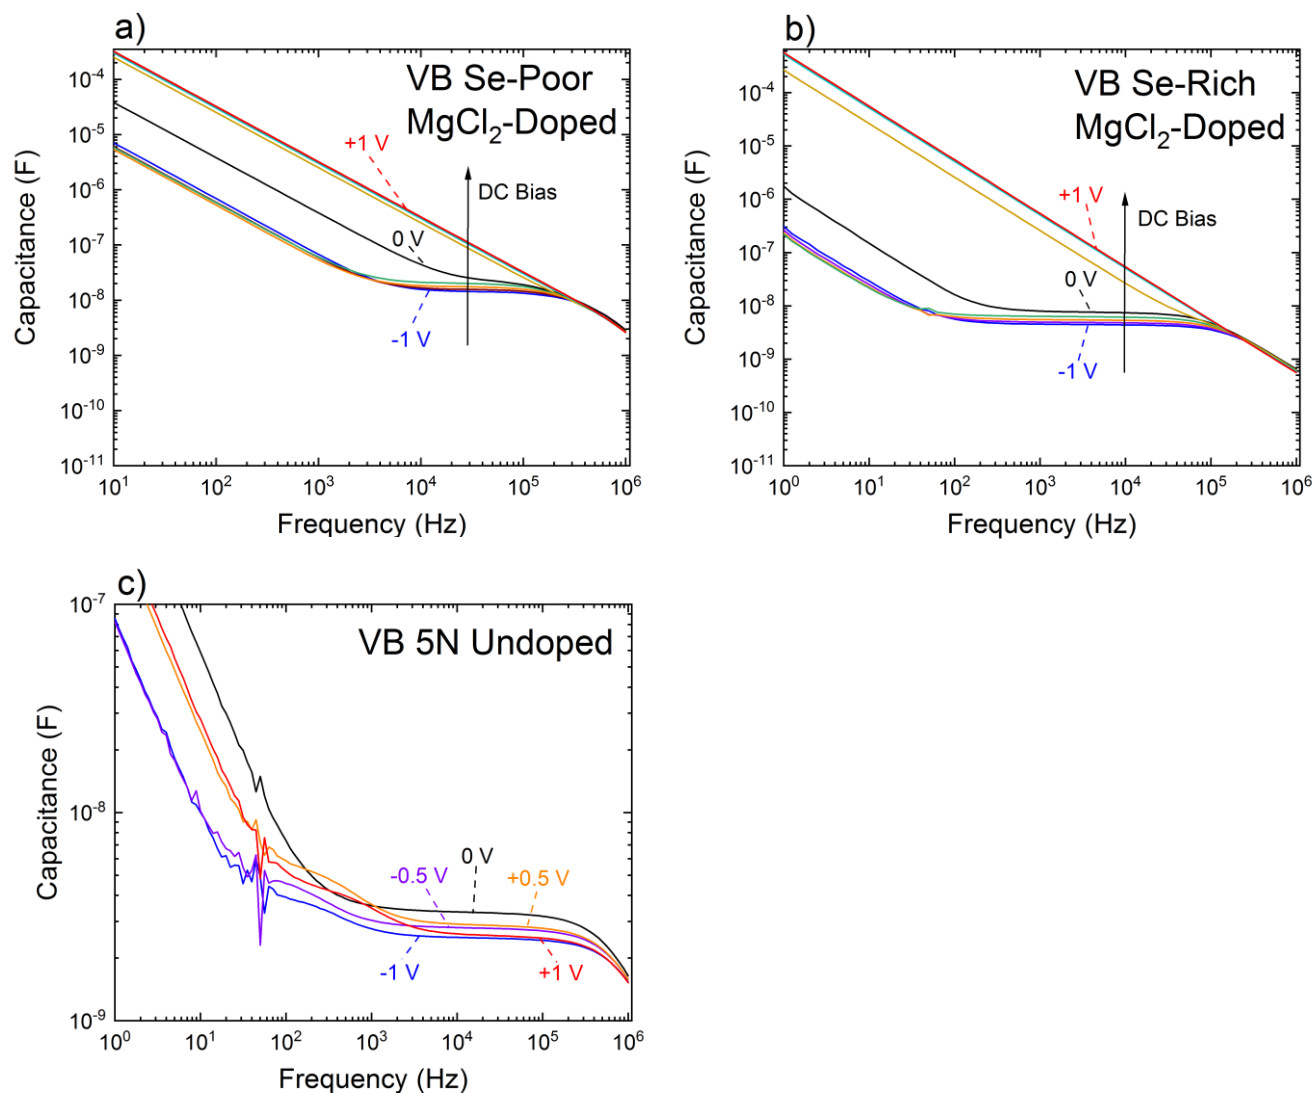 a)
VB Se-Poor
MgCl₂-Doped
+1 V
DC Bias
0 V
-1 V
10⁻⁴
10⁻⁵
10⁻⁶
10⁻⁷
10⁻⁸
10⁻⁹
10⁻¹⁰
10⁻¹¹
Capacitance (F)
10¹ 10² 10³ 10⁴ 10⁵ 10⁶
Frequency (Hz)
b)
VB Se-Rich
MgCl₂-Doped
+1 V
DC Bias
0 V
-1 V
10⁻⁴
10⁻⁵
10⁻⁶
10⁻⁷
10⁻⁸
10⁻⁹
10⁻¹⁰
10⁻¹¹
Capacitance (F)
10⁰ 10¹ 10² 10³ 10⁴ 10⁵ 10⁶
Frequency (Hz)
c)
VB 5N Undoped
0 V
-0.5 V
+0.5 V
-1 V
+1 V
10⁻⁷
10⁻⁸
10⁻⁹
Capacitance (F)
10⁰ 10¹ 10² 10³ 10⁴ 10⁵ 10⁶
Frequency (Hz)